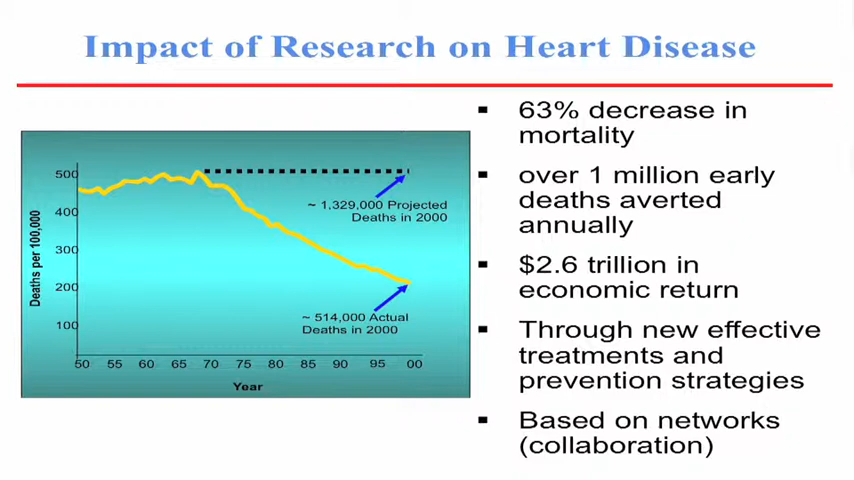 Impact of Research on Heart Disease
500
400
300
200
100
Deaths per 100,000
~ 1,329,000 Projected
Deaths in 2000
~ 514,000 Actual
Deaths in 2000
50 55 60 65 70 75 80 85 90 95 00
Year
▪ 63% decrease in
mortality
▪ over 1 million early
deaths averted
annually
▪ $2.6 trillion in
economic return
▪ Through new effective
treatments and
prevention strategies
▪ Based on networks
(collaboration)